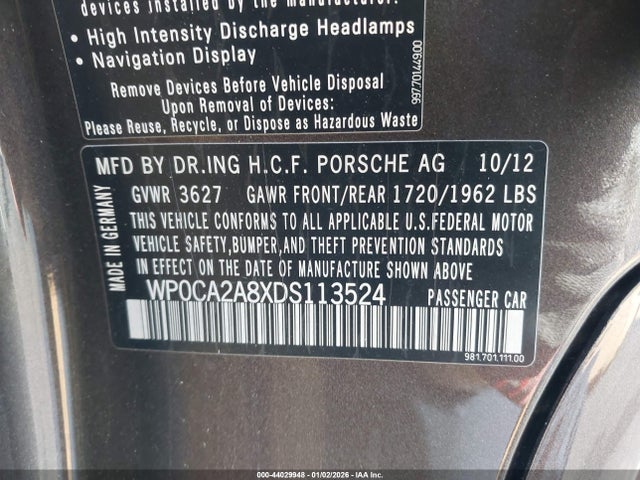 devices installed by the manufacturer:
• High Intensity Discharge Headlamps
• Navigation Display
Remove Devices Before Vehicle Disposal
Upon Removal of Devices:
Please Reuse, Recycle, or Dispose as Hazardous Waste
997.701.449.00
MFD BY DR.ING H.C.F. PORSCHE AG 10/12
GVWR 3627 GAWR FRONT/REAR 1720/1962 LBS
THIS VEHICLE CONFORMS TO ALL APPLICABLE U.S.FEDERAL MOTOR
VEHICLE SAFETY,BUMPER,AND THEFT PREVENTION STANDARDS
IN EFFECT ON THE DATE OF MANUFACTURE SHOWN ABOVE
WP0CA2A8XDS113524 PASSENGER CAR
MADE IN GERMANY
981.701.111.00
000-44029948 - 01/02/2026 - IAA Inc.